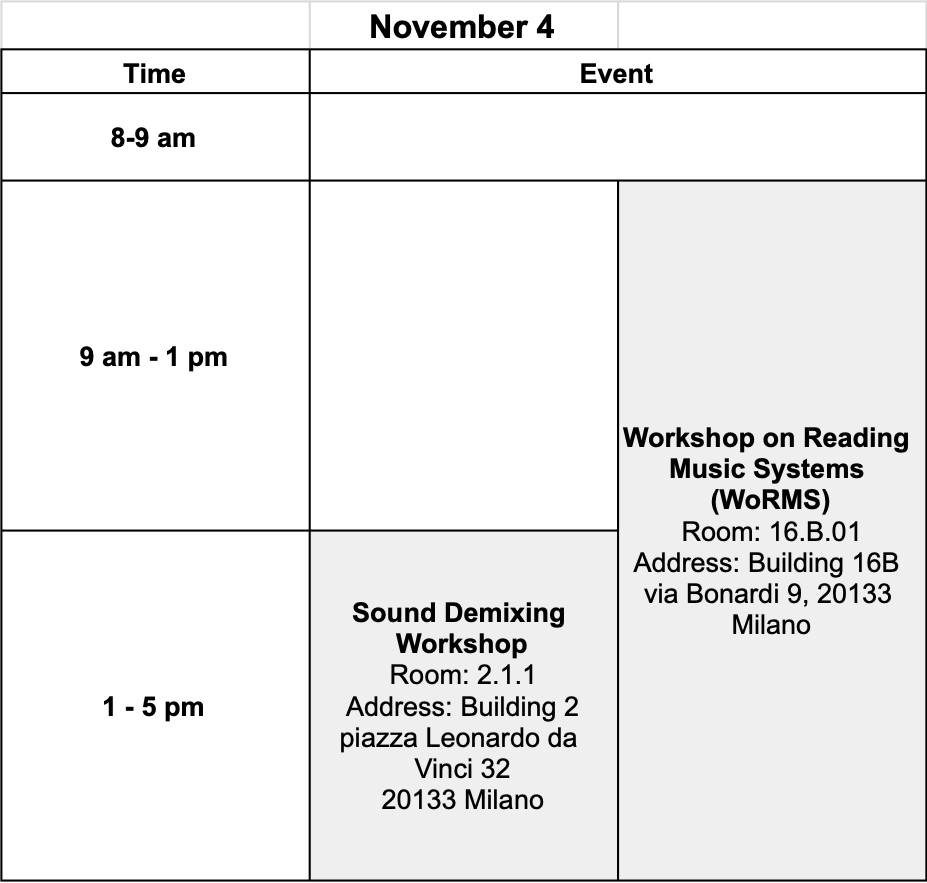 November 4
Time
Event
8-9 am
9 am - 1 pm
Workshop on Reading
Music Systems
(WoRMS)
Room: 16.B.01
Address: Building 16B
via Bonardi 9, 20133
Milano
1 - 5 pm
Sound Demixing
Workshop
Room: 2.1.1
Address: Building 2
piazza Leonardo da
Vinci 32
20133 Milano